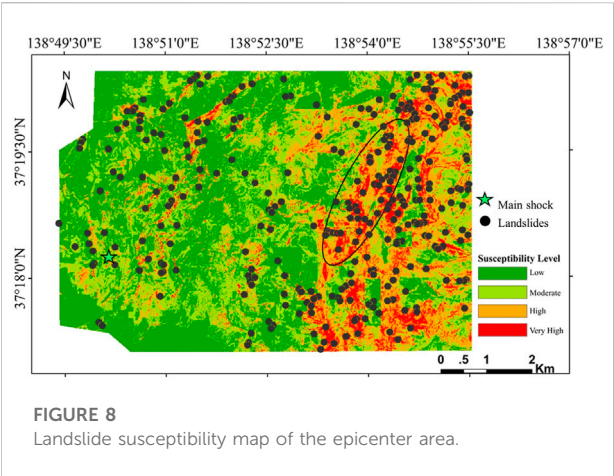 138°49'30"E 138°51'0"E 138°52'30"E 138°54'0"E 138°55'30"E 138°57'0"E
N
37°19'30"N
37°18'0"N
Main shock
Landslides
Susceptibility Level
Low
Moderate
High
Very High
0 .5 1 2
Km
FIGURE 8
Landslide susceptibility map of the epicenter area.